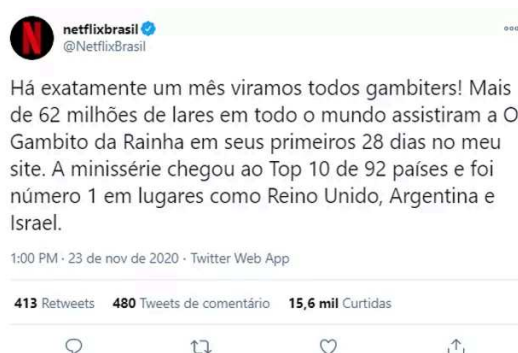 netflixbrasil
@NetflixBrasil
Há exatamente um mês viramos todos gambiters! Mais
de 62 milhões de lares em todo o mundo assistiram a O
Gambito da Rainha em seus primeiros 28 dias no meu
site. A minissérie chegou ao Top 10 de 92 países e foi
número 1 em lugares como Reino Unido, Argentina e
Israel.
1:00 PM · 23 de nov de 2020 · Twitter Web App
413 Retweets 480 Tweets de comentário 15,6 mil Curtidas